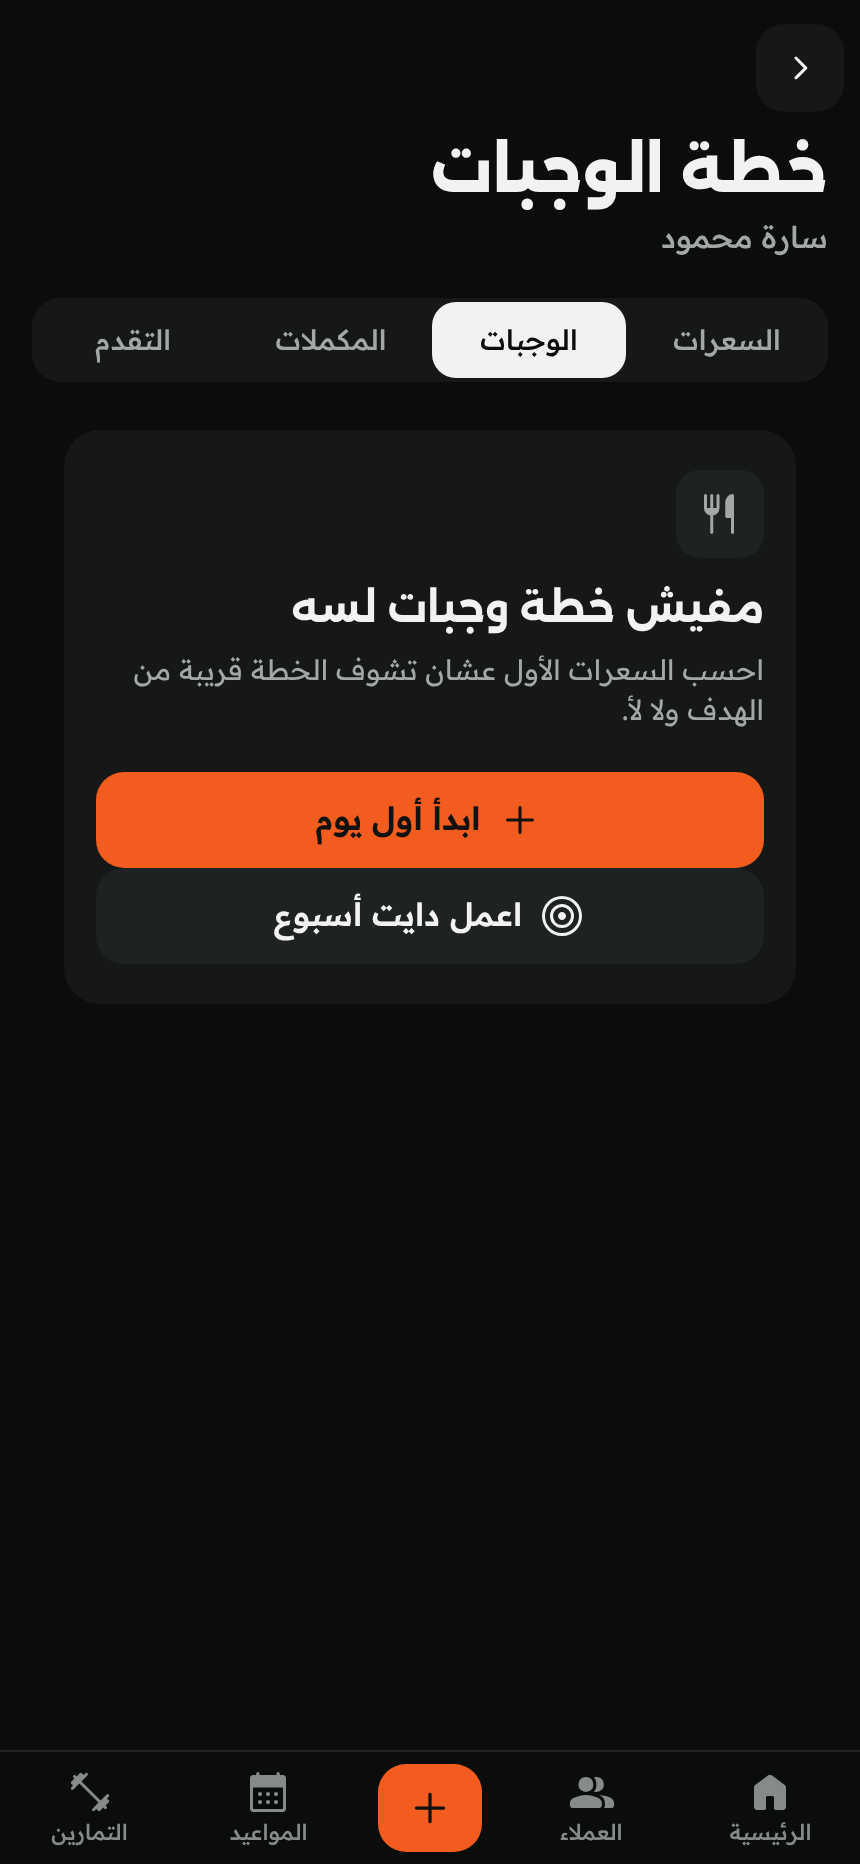 خطة الوجبات
سارة محمود
السعرات
الوجبات
المكملات
التقدم
مفيش خطة وجبات لسه
احسب السعرات الأول عشان تشوف الخطة قريبة من
الهدف ولا لأ.
ابدأ أول يوم
اعمل دايت أسبوع
الرئيسية
العملاء
المواعيد
التمارين